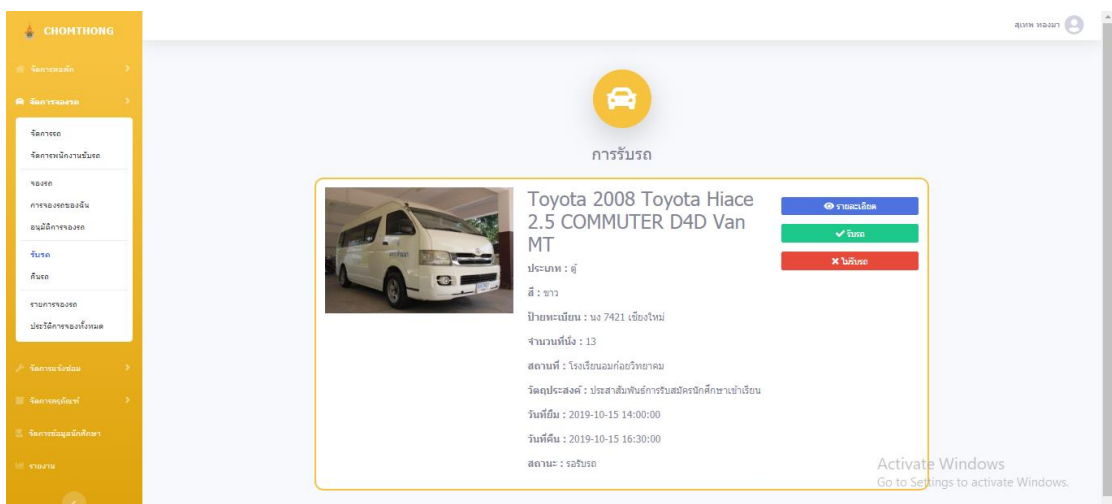 CHOMTHONG
สุเทพ ทองมา
จัดการหอพัก
จัดการจองรถ
จัดการรถ
จัดการพนักงานขับรถ
จองรถ
การจองรถของฉัน
อนุมัติการจองรถ
รับรถ
คืนรถ
รายการจองรถ
ประวัติการจองทั้งหมด
จัดการแจ้งซ่อม
จัดการครุภัณฑ์
จัดการข้อมูลนักศึกษา
รายงาน
การรับรถ
Toyota 2008 Toyota Hiace
2.5 COMMUTER D4D Van
MT
ประเภท : ตู้
สี : ขาว
ป้ายทะเบียน : นง 7421 เชียงใหม่
จำนวนที่นั่ง : 13
สถานที่ : โรงเรียนอมก๋อยวิทยาคม
วัตถุประสงค์ : ประสาสัมพันธ์การรับสมัครนักศึกษาเข้าเรียน
วันที่ยืม : 2019-10-15 14:00:00
วันที่คืน : 2019-10-15 16:30:00
สถานะ : รอรับรถ
รายละเอียด
รับรถ
ไม่รับรถ
Activate Windows
Go to Settings to activate Windows.